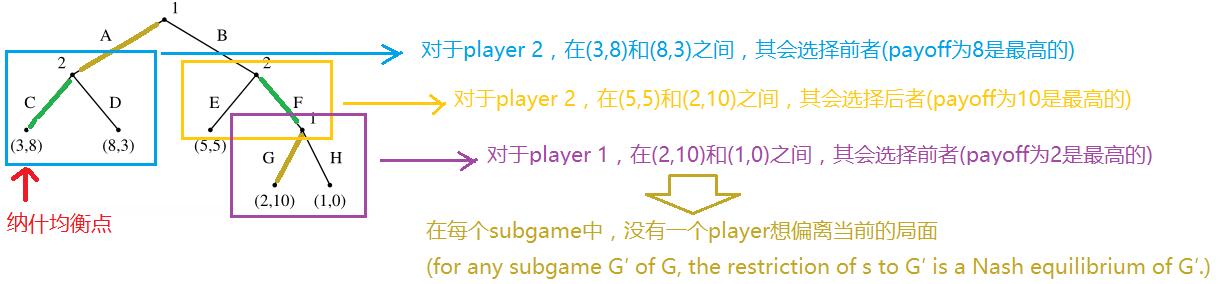 1
A
B
对于player 2，在(3,8)和(8,3)之间，其会选择前者(payoff为8是最高的)
2
2
C
D
E
F
对于player 2，在(5,5)和(2,10)之间，其会选择后者(payoff为10是最高的)
1
(3,8)
(8,3)
(5,5)
G
H
对于player 1，在(2,10)和(1,0)之间，其会选择前者(payoff为2是最高的)
(2,10)
(1,0)
纳什均衡点
在每个subgame中，没有一个player想偏离当前的局面
(for any subgame G′ of G, the restriction of s to G′ is a Nash equilibrium of G′.)